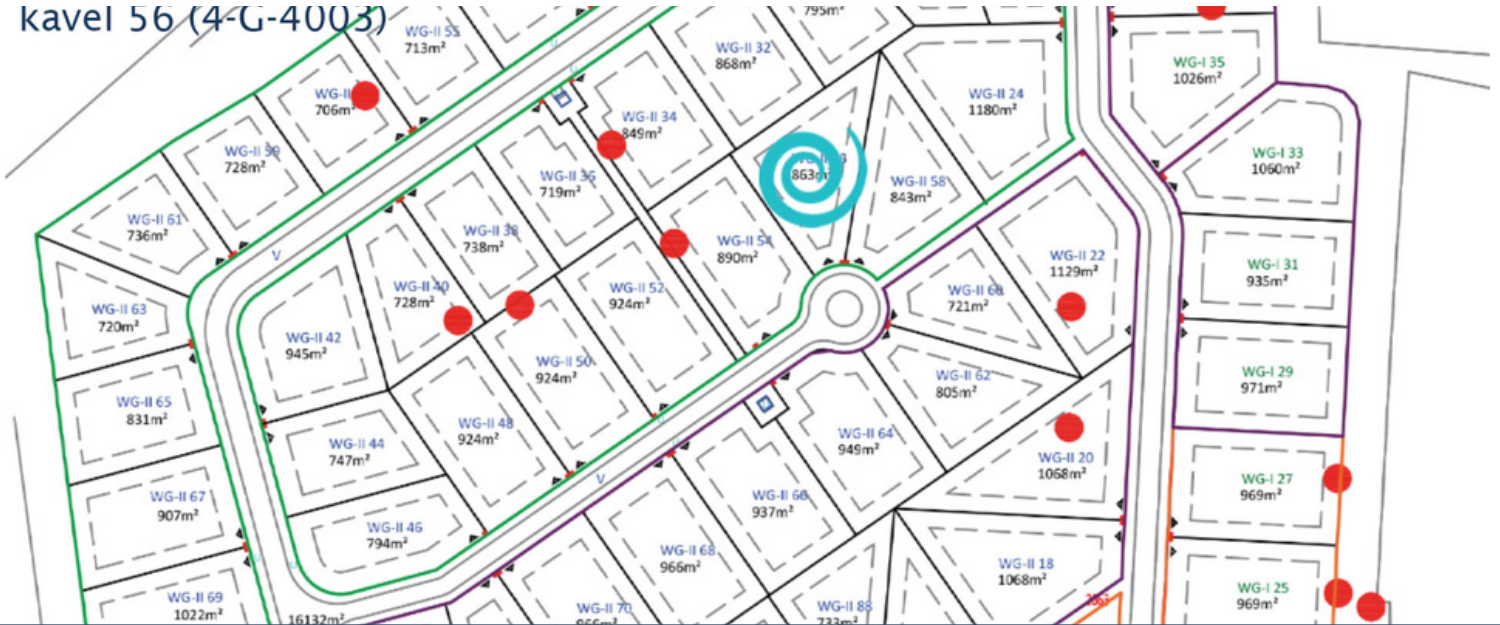 kavel 56 (4-G-4003)
WG-II 55
713m²
795m²
WG-II 32
868m²
WG-II
706m²
WG-II 24
1180m²
WG-I 35
1026m²
WG-II 34
849m²
WG-II 59
728m²
WG-I 33
1060m²
WG-II 36
719m²
863m²
WG-II 58
843m²
WG-II 61
736m²
WG-II 38
738m²
WG-II 54
890m²
WG-II 22
1129m²
WG-I 31
935m²
V
WG-II 40
728m²
WG-II 52
924m²
WG-II 60
721m²
WG-II 63
720m²
WG-II 42
945m²
WG-II 50
924m²
WG-II 62
805m²
WG-I 29
971m²
WG-II 65
831m²
WG-II 48
924m²
WG-II 44
747m²
WG-II 64
949m²
WG-II 20
1068m²
WG-I 27
969m²
V
WG-II 67
907m²
WG-II 66
937m²
WG-II 46
794m²
WG-II 68
966m²
WG-II 18
1068m²
WG-I 25
969m²
WG-II 69
1022m²
16132m²
WG-II 70
966m²
WG-II 88
733m²